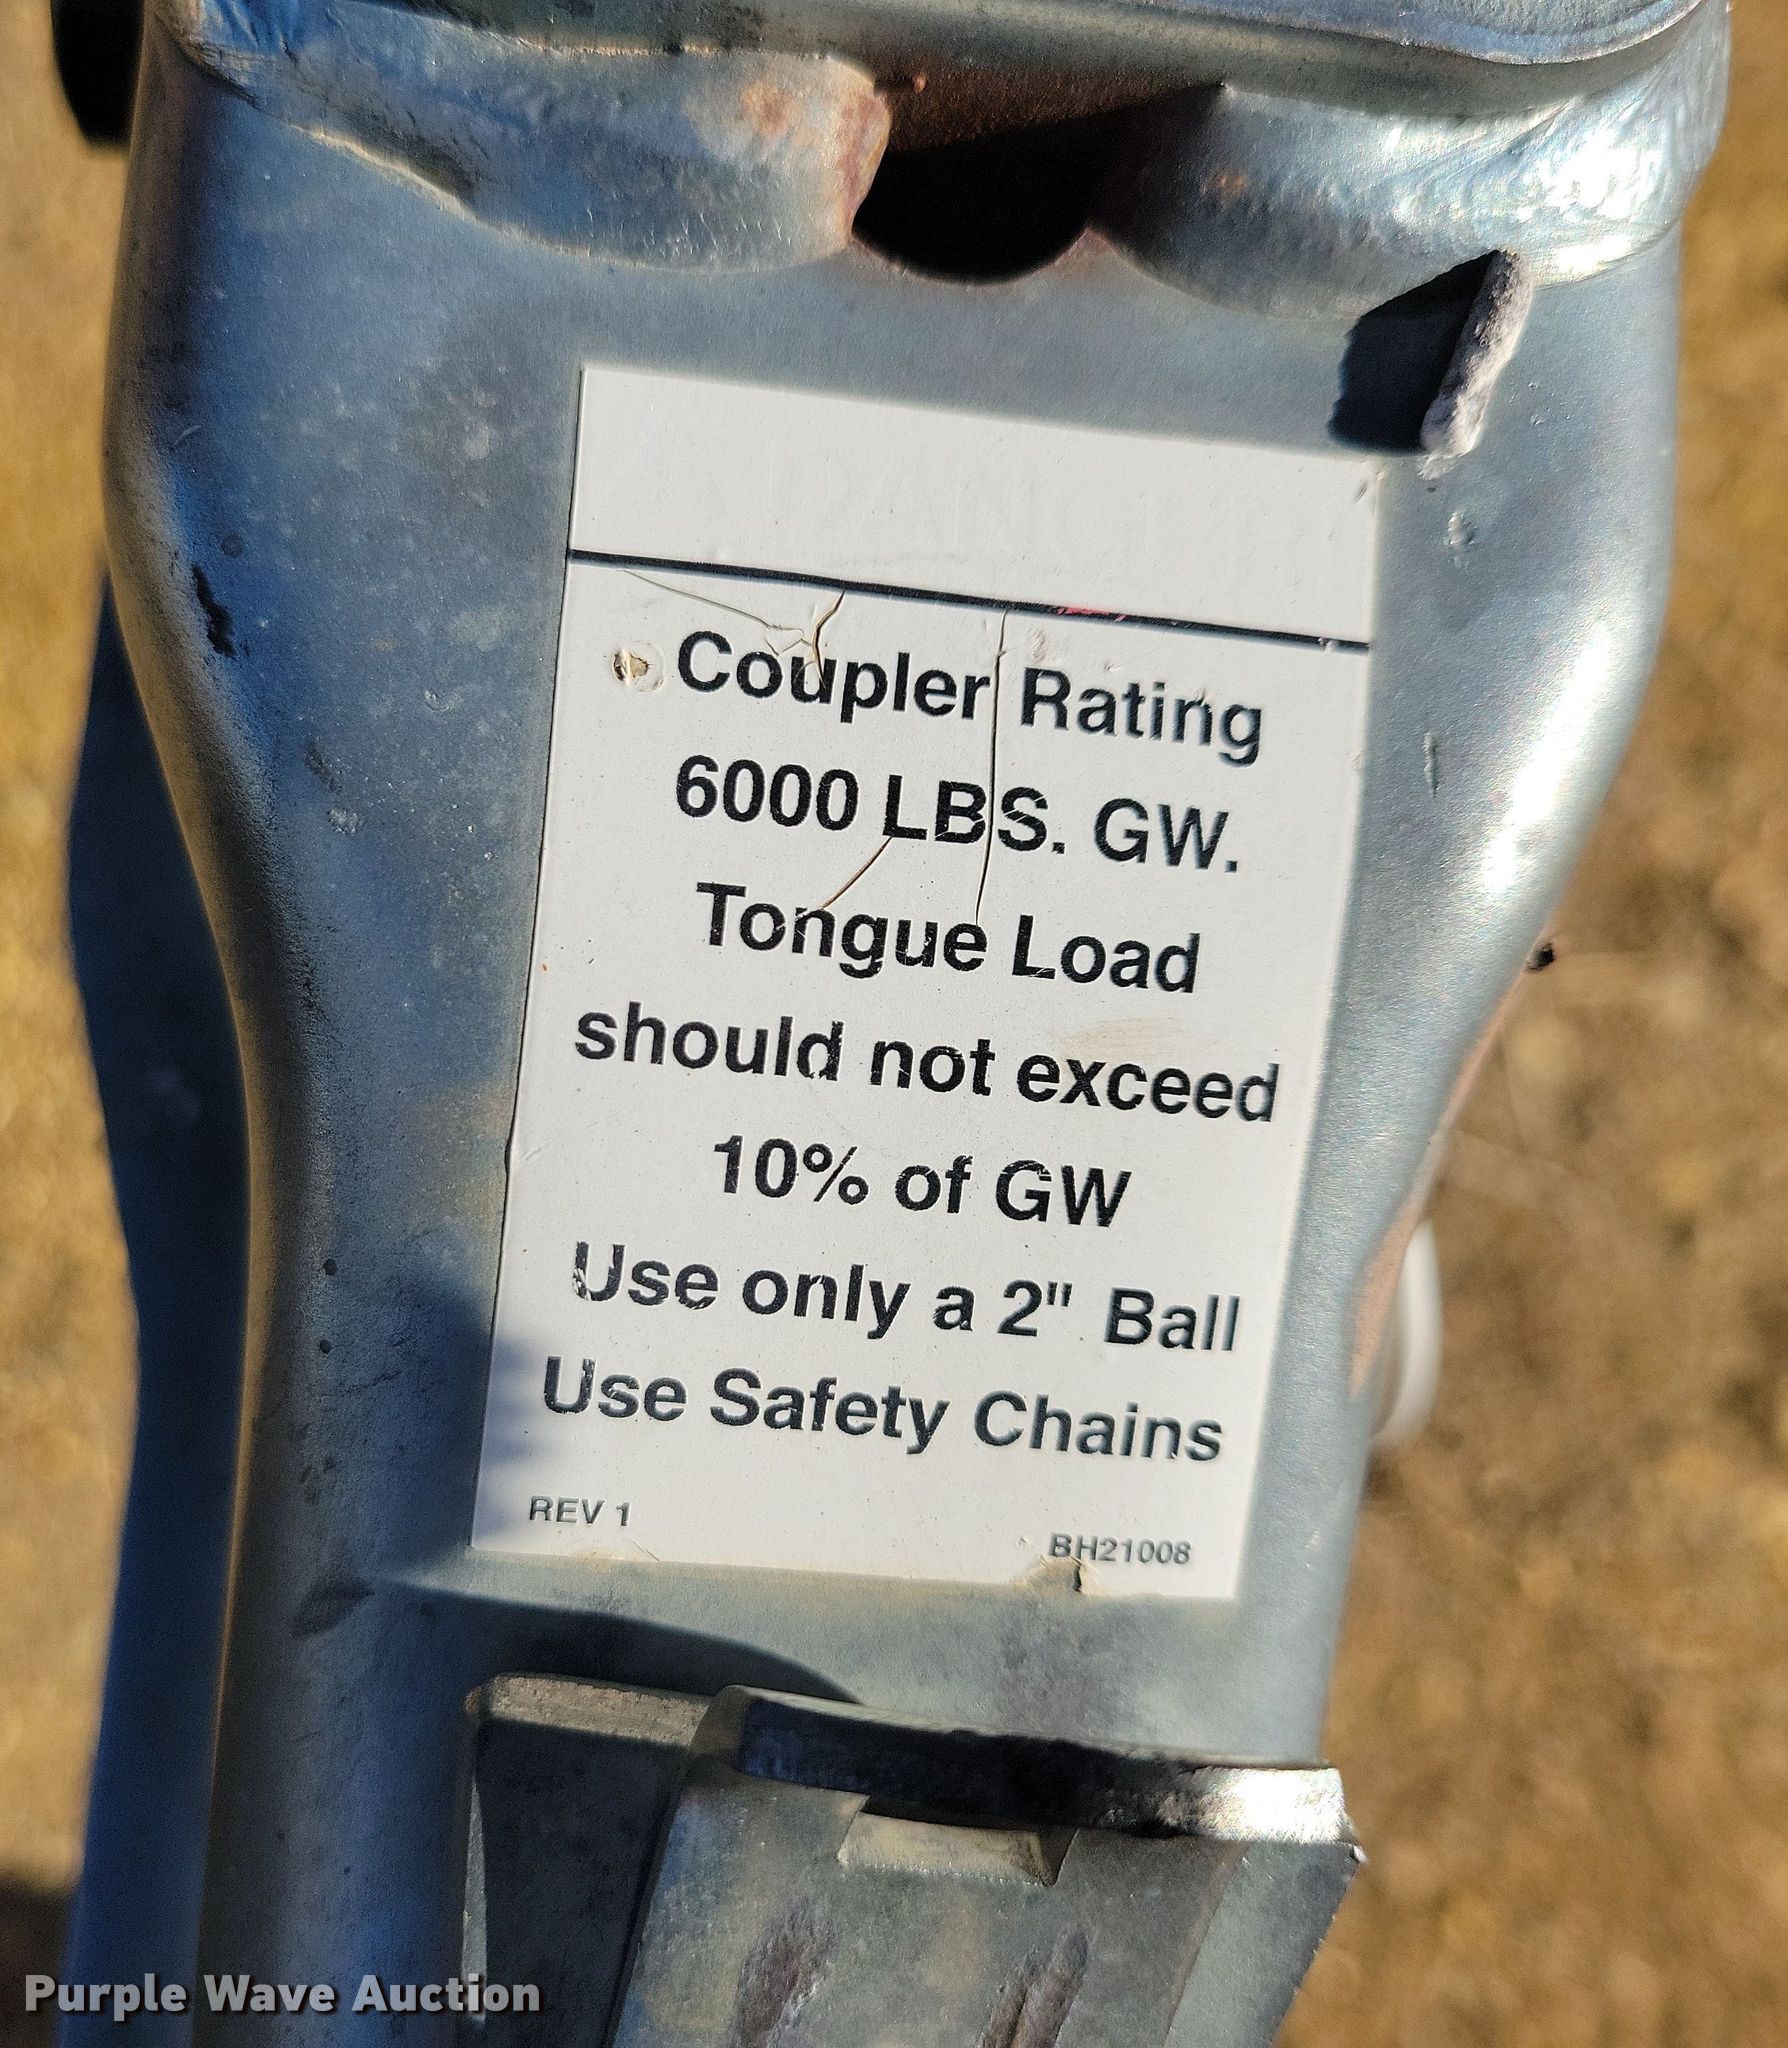 Coupler Rating
6000 LBS. GW.
Tongue Load
should not exceed
10% of GW
Use only a 2" Ball
Use Safety Chains
REV 1
BH21008
Purple Wave Auction